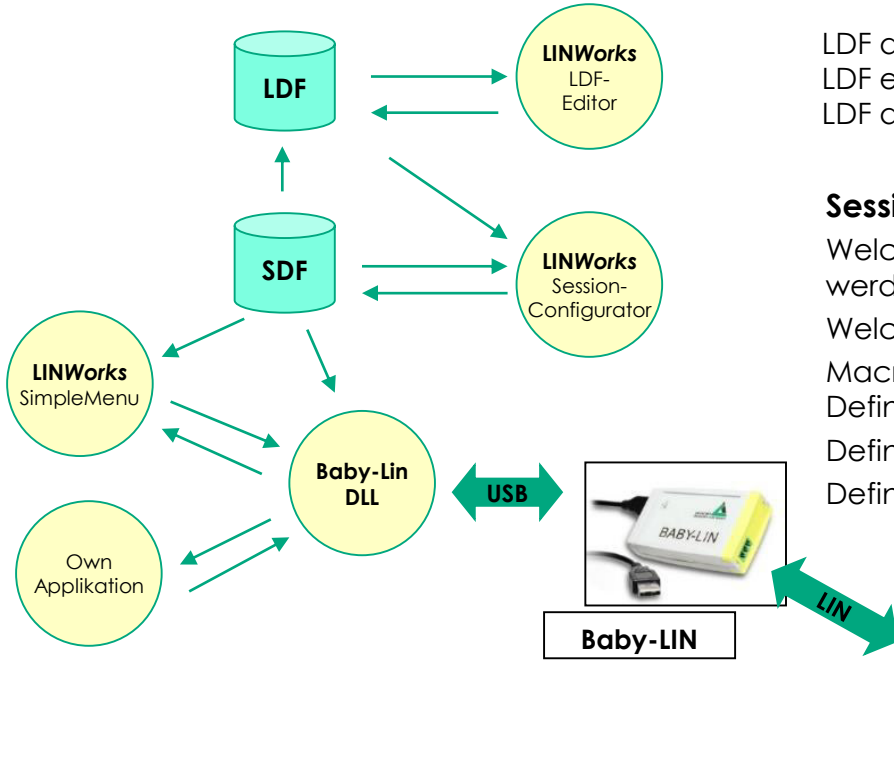 LDF
LINWorks
LDF-
Editor
LDF
LDF
LDF
SDF
LINWorks
Session-
Configurator
Welc
werd
Welc
Macr
Defin
Defin
Defin
LINWorks
SimpleMenu
Baby-Lin
DLL
USB
BABY-LIN
Own
Applikation
LIN
Baby-LIN